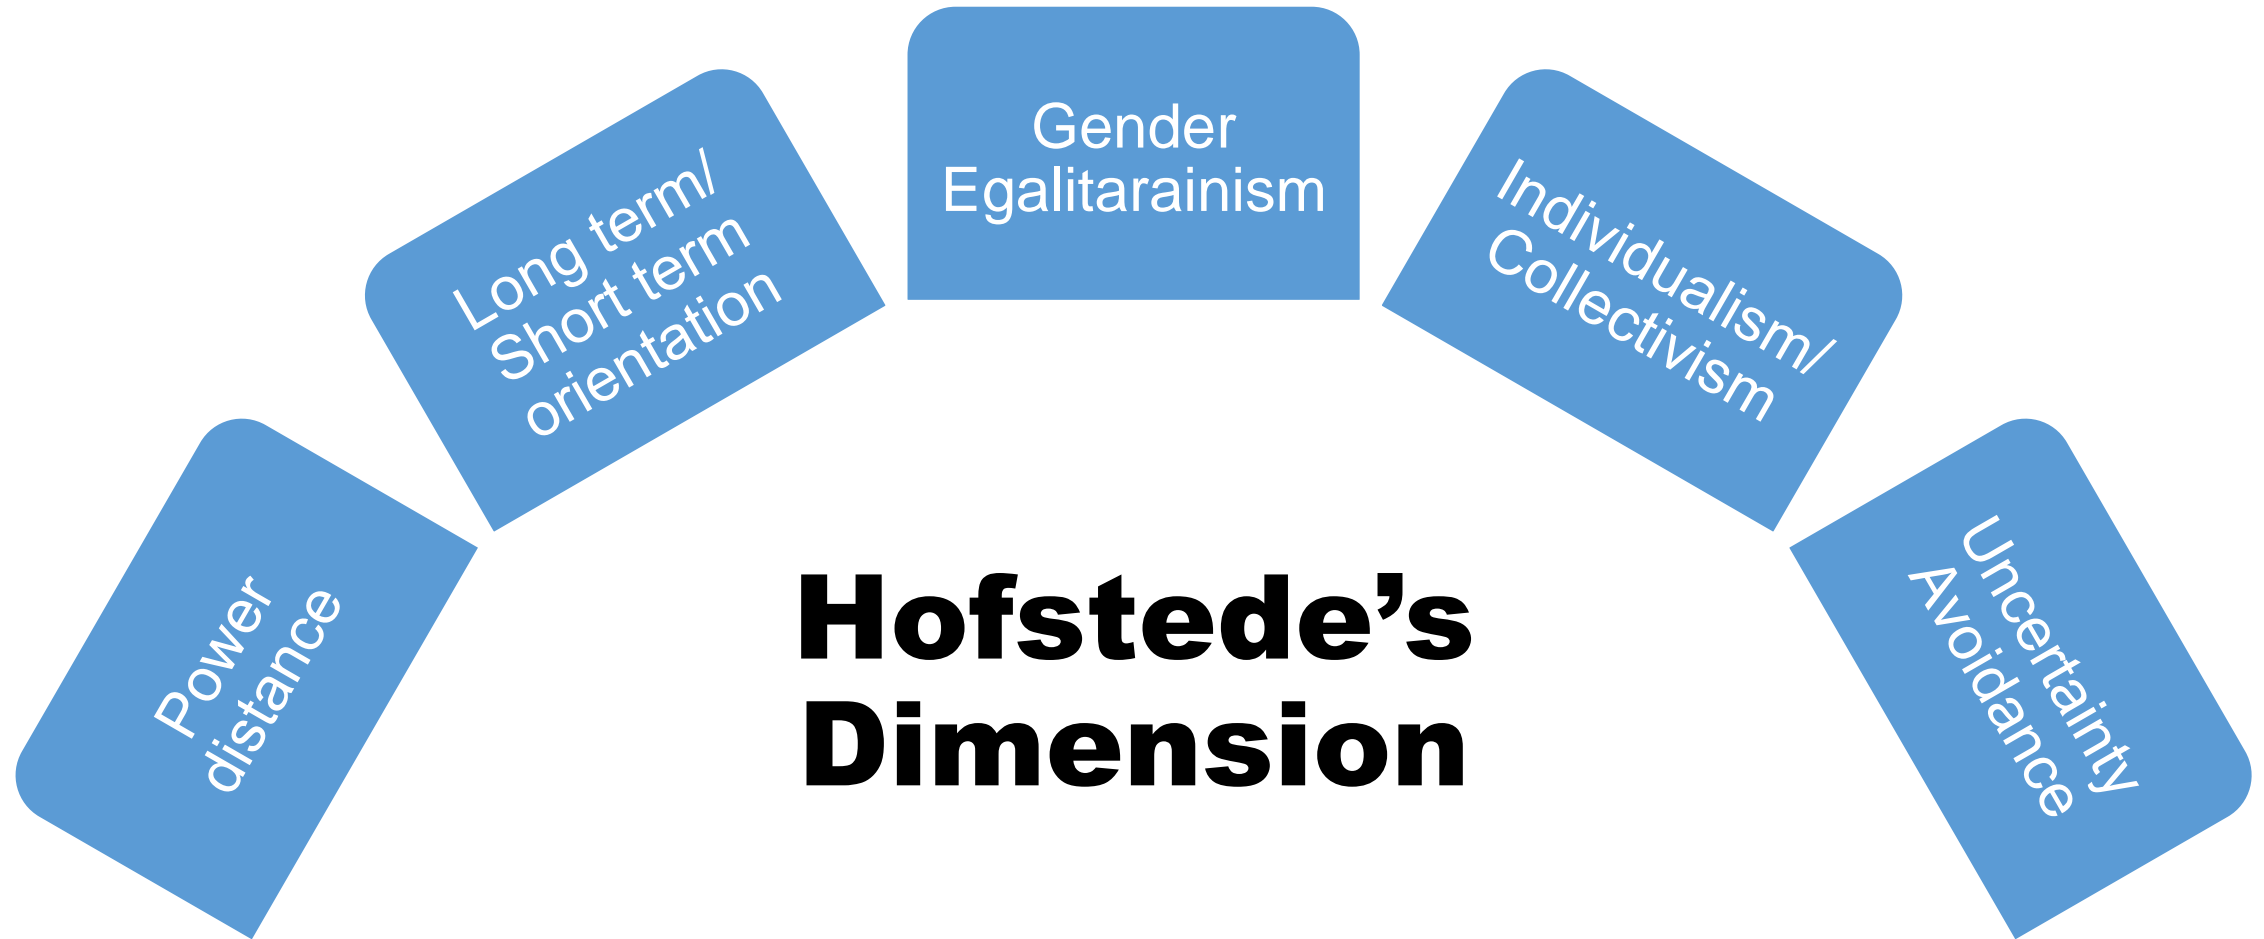 Gender
Egalitarainism
Long term/
Short term
orientation
Individualism/
Collectivism
Power
distance
Uncertainty
Avoidance
Hofstede’s
Dimension